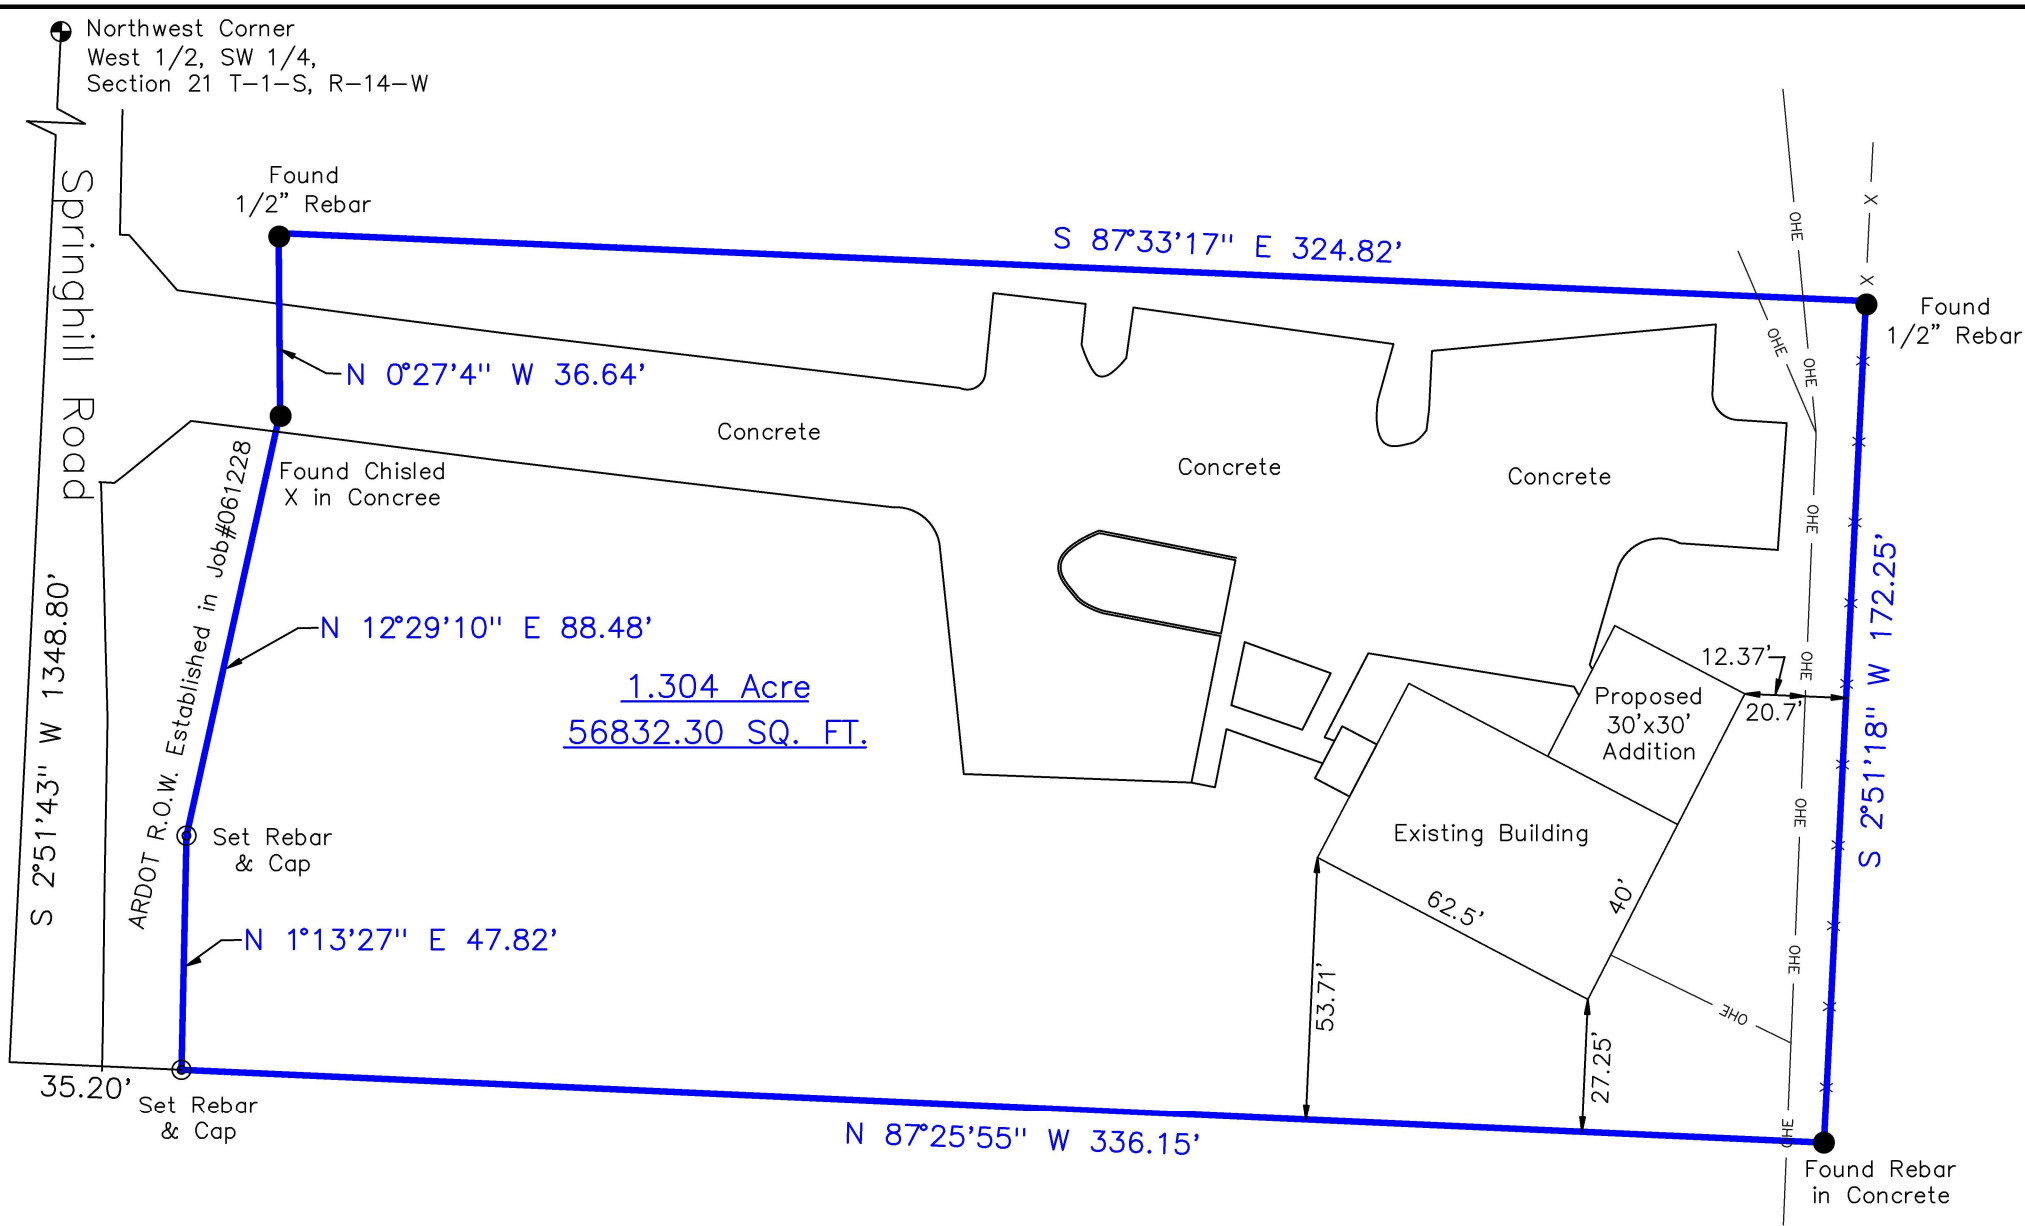 Northwest Corner
West 1/2, SW 1/4,
Section 21 T-1-S, R-14-W
Springhill Road
S 2°51'43" W 1348.80'
35.20'
Found
1/2" Rebar
S 87°33'17" E 324.82'
Found
1/2" Rebar
N 0°27'4" W 36.64'
Found Chisled
X in Concree
ARDOT R.O.W. Established in Job#061228
N 12°29'10" E 88.48'
1.304 Acre
56832.30 SQ. FT.
Concrete
Concrete
Concrete
Set Rebar
& Cap
N 1°13'27" E 47.82'
Set Rebar
& Cap
N 87°25'55" W 336.15'
Proposed
30'x30'
Addition
12.37'
20.7'
Existing Building
62.5'
40'
53.71'
27.25'
S 2°51'18" W 172.25'
Found Rebar
in Concrete
OHE
OHE
OHE
OHE
OHE
OHE
OHE
OHE
OHE
X
X
X
X
X
X
X
X
X
X
X
X